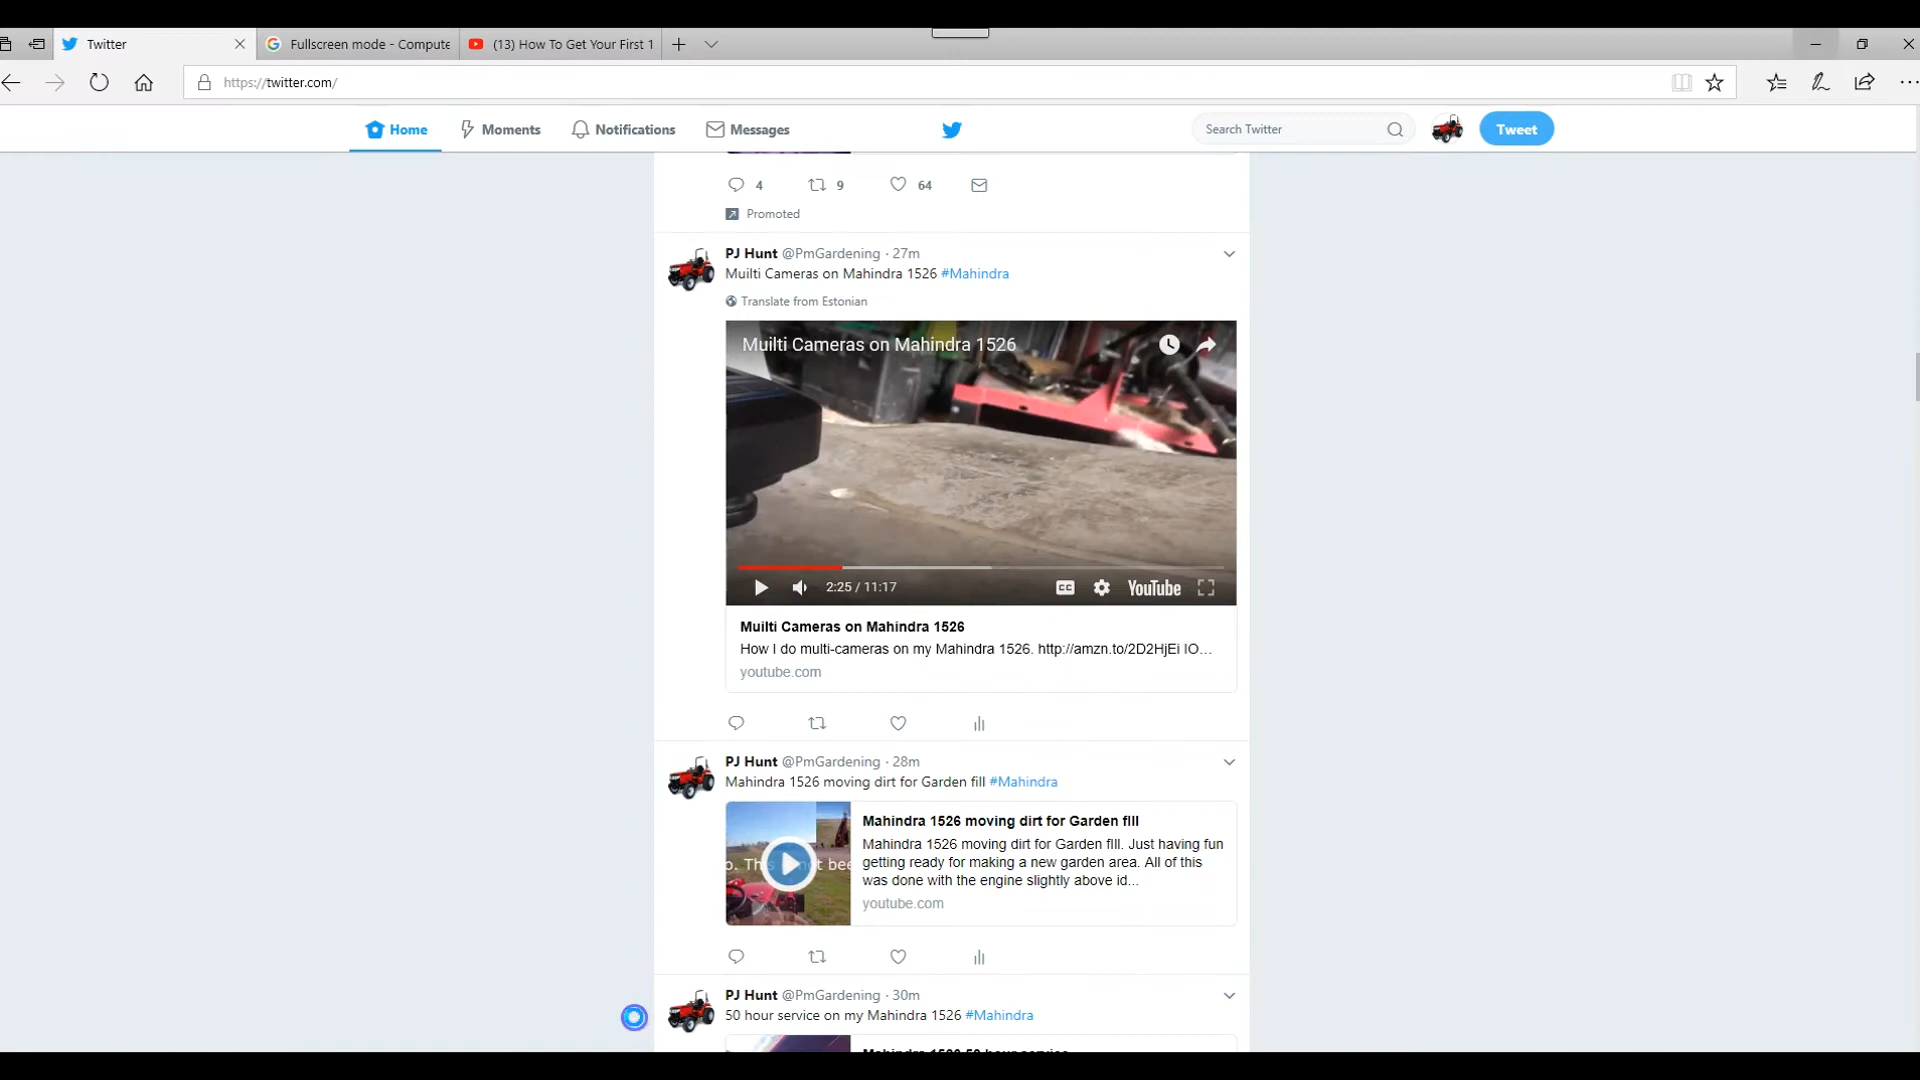 Twitter
Fullscreen mode - Compute
(13) How To Get Your First 1
https://twitter.com/
Home
Moments
Notifications
Messages
Search Twitter
Tweet
4
9
64
Promoted
PJ Hunt @PmGardening · 27m
Muilti Cameras on Mahindra 1526 #Mahindra
Translate from Estonian
Muilti Cameras on Mahindra 1526
2:25 / 11:17
CC
YouTube
Muilti Cameras on Mahindra 1526
How I do multi-cameras on my Mahindra 1526. http://amzn.to/2D2HjEi IO...
youtube.com
PJ Hunt @PmGardening · 28m
Mahindra 1526 moving dirt for Garden fill #Mahindra
Mahindra 1526 moving dirt for Garden fIll
Mahindra 1526 moving dirt for Garden fIll. Just having fun
getting ready for making a new garden area. All of this
was done with the engine slightly above id...
youtube.com
PJ Hunt @PmGardening · 30m
50 hour service on my Mahindra 1526 #Mahindra